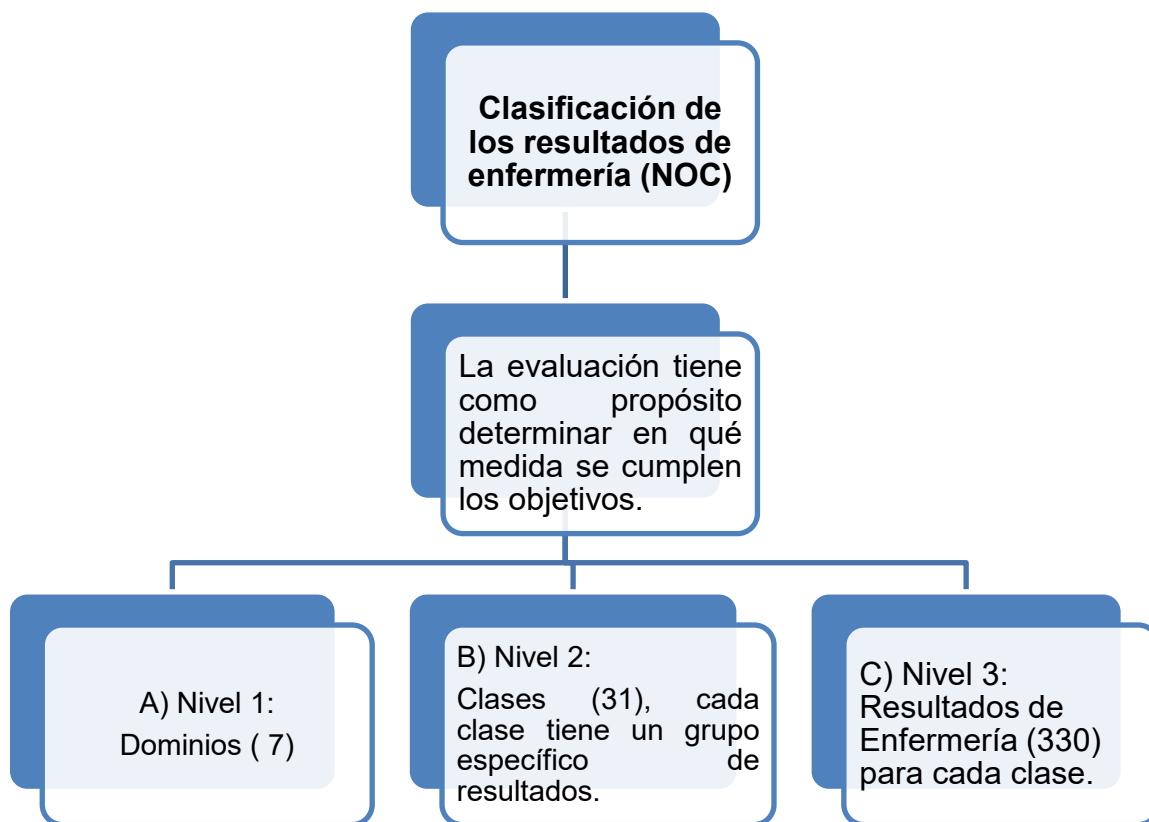 Clasificación de
los resultados de
enfermería (NOC)
La evaluación tiene
como propósito
determinar en qué
medida se cumplen
los objetivos.
A) Nivel 1:
Dominios ( 7)
B) Nivel 2:
Clases (31), cada
clase tiene un grupo
específico de
resultados.
C) Nivel 3:
Resultados de
Enfermería (330)
para cada clase.